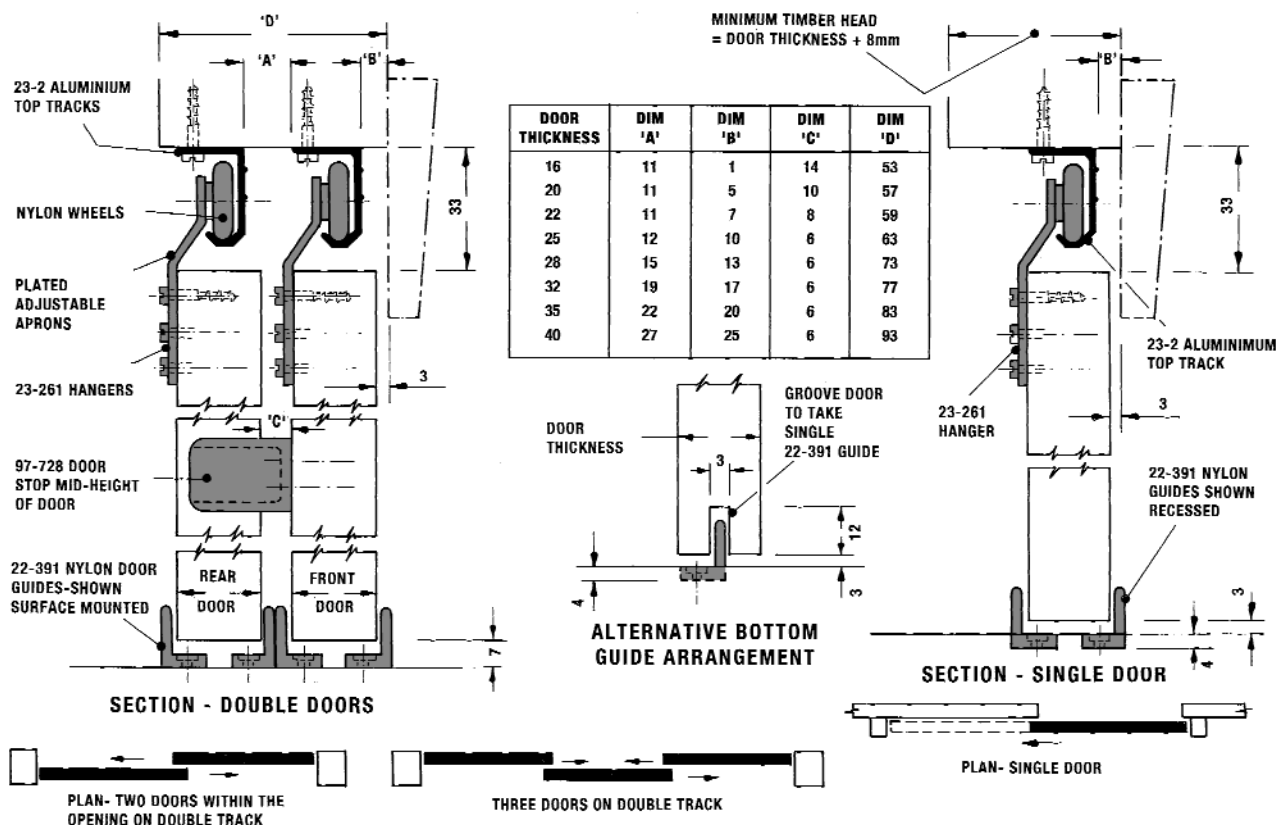 'D'
'A'
'B'
23-2 ALUMINIUM
TOP TRACKS
NYLON WHEELS
33
PLATED
ADJUSTABLE
APRONS
23-261 HANGERS
3
'C'
97-728 DOOR
STOP MID-HEIGHT
OF DOOR
22-391 NYLON DOOR
GUIDES-SHOWN
SURFACE MOUNTED
REAR
DOOR
FRONT
DOOR
7
SECTION - DOUBLE DOORS
MINIMUM TIMBER HEAD
= DOOR THICKNESS + 8mm
DOOR THICKNESS DIM 'A' DIM 'B' DIM 'C' DIM 'D'
16 11 1 14 53
20 11 5 10 57
22 11 7 8 59
25 12 10 6 63
28 15 13 6 73
32 19 17 6 77
35 22 20 6 83
40 27 25 6 93
DOOR
THICKNESS
GROOVE DOOR
TO TAKE
SINGLE
22-391 GUIDE
3
12
4
3
ALTERNATIVE BOTTOM
GUIDE ARRANGEMENT
'B'
33
23-2 ALUMINIMUM
TOP TRACK
23-261
HANGER
3
22-391 NYLON
GUIDES SHOWN
RECESSED
3
4
SECTION - SINGLE DOOR
PLAN- TWO DOORS WITHIN THE
OPENING ON DOUBLE TRACK
THREE DOORS ON DOUBLE TRACK
PLAN- SINGLE DOOR